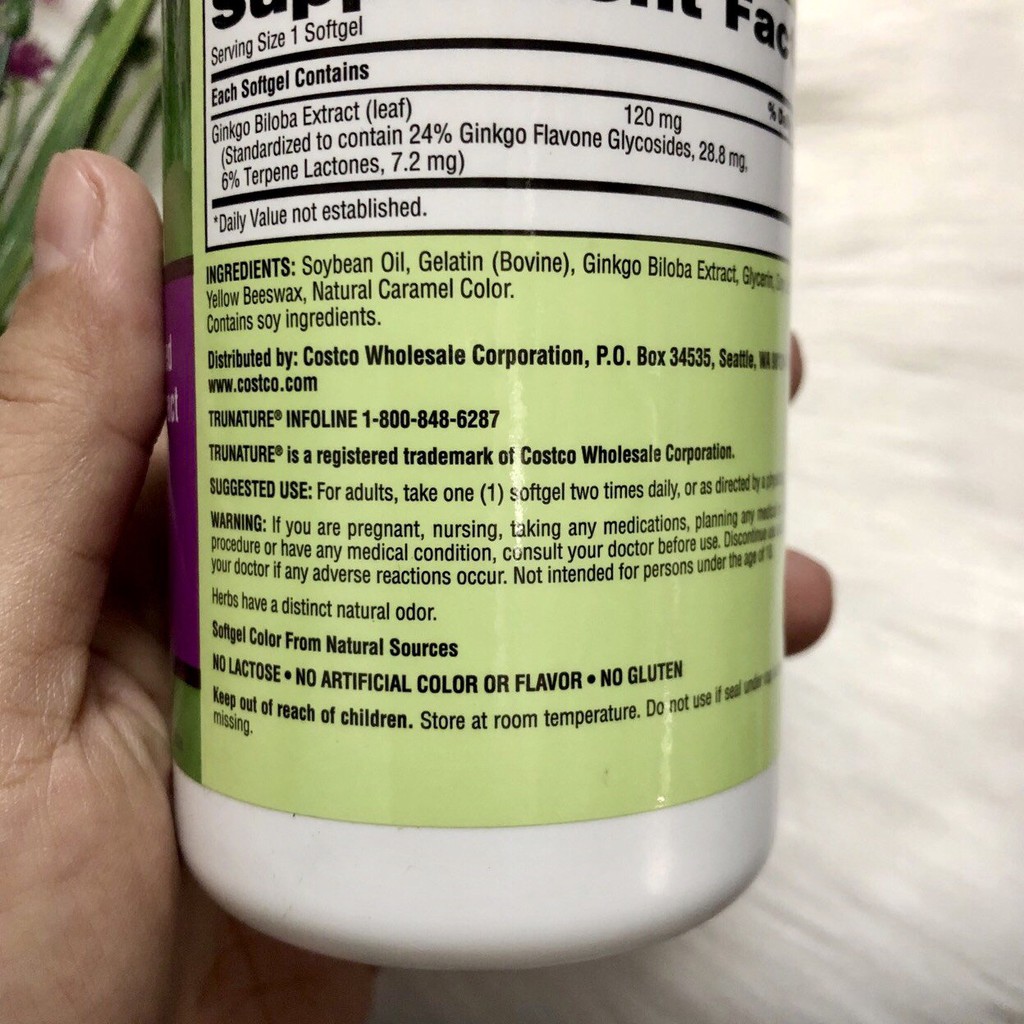 Supplement Fac
Serving Size 1 Softgel
Each Softgel Contains
% D
Ginkgo Biloba Extract (leaf) 120 mg
(Standardized to contain 24% Ginkgo Flavone Glycosides, 28.8 mg,
6% Terpene Lactones, 7.2 mg)
*Daily Value not established.
INGREDIENTS: Soybean Oil, Gelatin (Bovine), Ginkgo Biloba Extract, Glycerin,
Yellow Beeswax, Natural Caramel Color.
Contains soy ingredients.
Distributed by: Costco Wholesale Corporation, P.O. Box 34535, Seattle, WA
www.costco.com
TRUNATURE® INFOLINE 1-800-848-6287
TRUNATURE® is a registered trademark of Costco Wholesale Corporation.
SUGGESTED USE: For adults, take one (1) softgel two times daily, or as directed by a
WARNING: If you are pregnant, nursing, taking any medications, planning any medical
procedure or have any medical condition, consult your doctor before use. Discontinue
your doctor if any adverse reactions occur. Not intended for persons under the age of
Herbs have a distinct natural odor.
Softgel Color From Natural Sources
NO LACTOSE • NO ARTIFICIAL COLOR OR FLAVOR • NO GLUTEN
Keep out of reach of children. Store at room temperature. Do not use if seal under
missing.